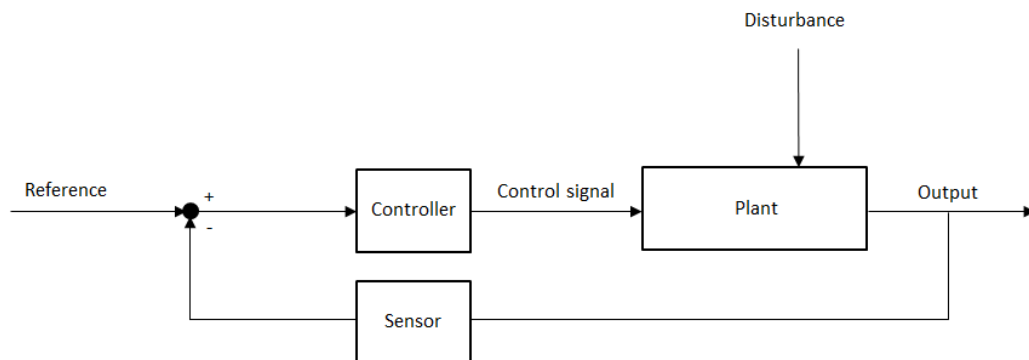 Disturbance
Reference
+
-
Controller
Control signal
Plant
Output
Sensor